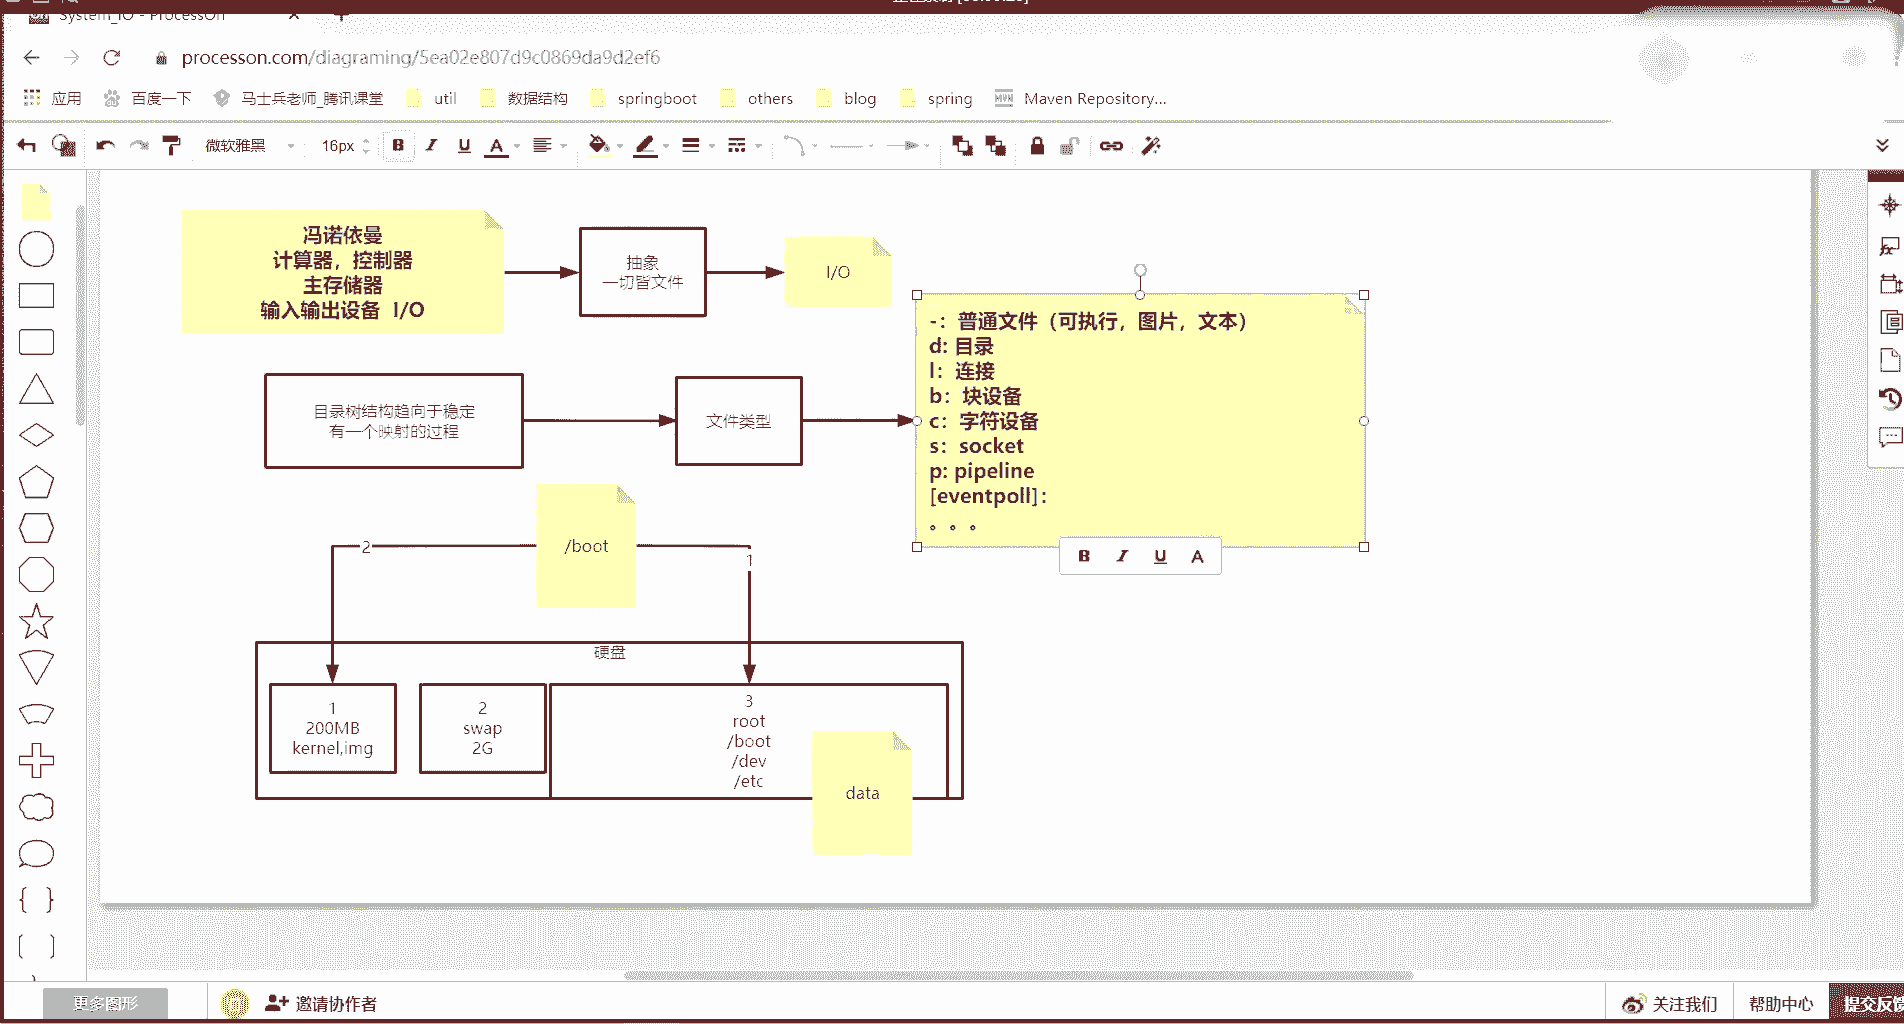 System_IO - ProcessOn
processon.com/diagraming/5ea02e807d9c0869da9d2ef6
应用
百度一下
马士兵老师_腾讯课堂
util
数据结构
springboot
others
blog
spring
Maven Repository...
微软雅黑
16px
B
I
U
A
冯诺依曼
计算器，控制器
主存储器
输入输出设备 I/O
抽象
一切皆文件
I/O
-：普通文件（可执行，图片，文本）
d: 目录
l：连接
b：块设备
c：字符设备
s：socket
p: pipeline
[eventpoll]：
。。。
B I U A
目录树结构趋向于稳定
有一个映射的过程
文件类型
/boot
2
1
硬盘
1
200MB
kernel,img
2
swap
2G
3
root
/boot
/dev
/etc
data
更多图形
邀请协作者
关注我们
帮助中心
提交反馈